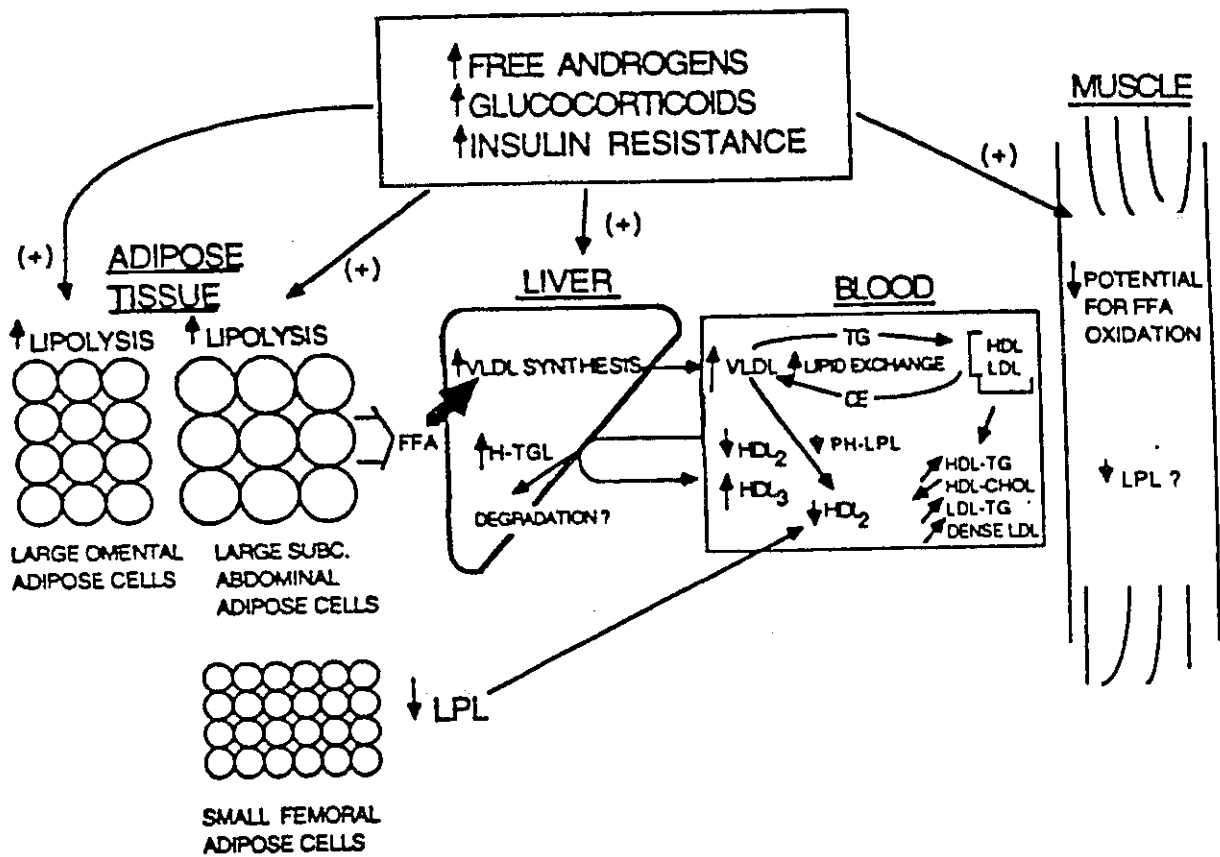 ↑FREE ANDROGENS
↑GLUCOCORTICOIDS
↑INSULIN RESISTANCE
MUSCLE
(+)
(+)
(+)
(+)
ADIPOSE
TISSUE
↑LIPOLYSIS
↑LIPOLYSIS
LIVER
BLOOD
↓POTENTIAL
FOR FFA
OXIDATION
↑VLDL SYNTHESIS
TG
↑VLDL
↑LIPID EXCHANGE
HDL
LDL
CE
FFA
↑H-TGL
DEGRADATION?
↓HDL2
↑HDL3
↓PH-LPL
↓HDL2
↗HDL-TG
↙HDL-CHOL
↗LDL-TG
↗DENSE LDL
↓LPL ?
LARGE OMENTAL
ADIPOSE CELLS
LARGE SUBC.
ABDOMINAL
ADIPOSE CELLS
↓LPL
SMALL FEMORAL
ADIPOSE CELLS